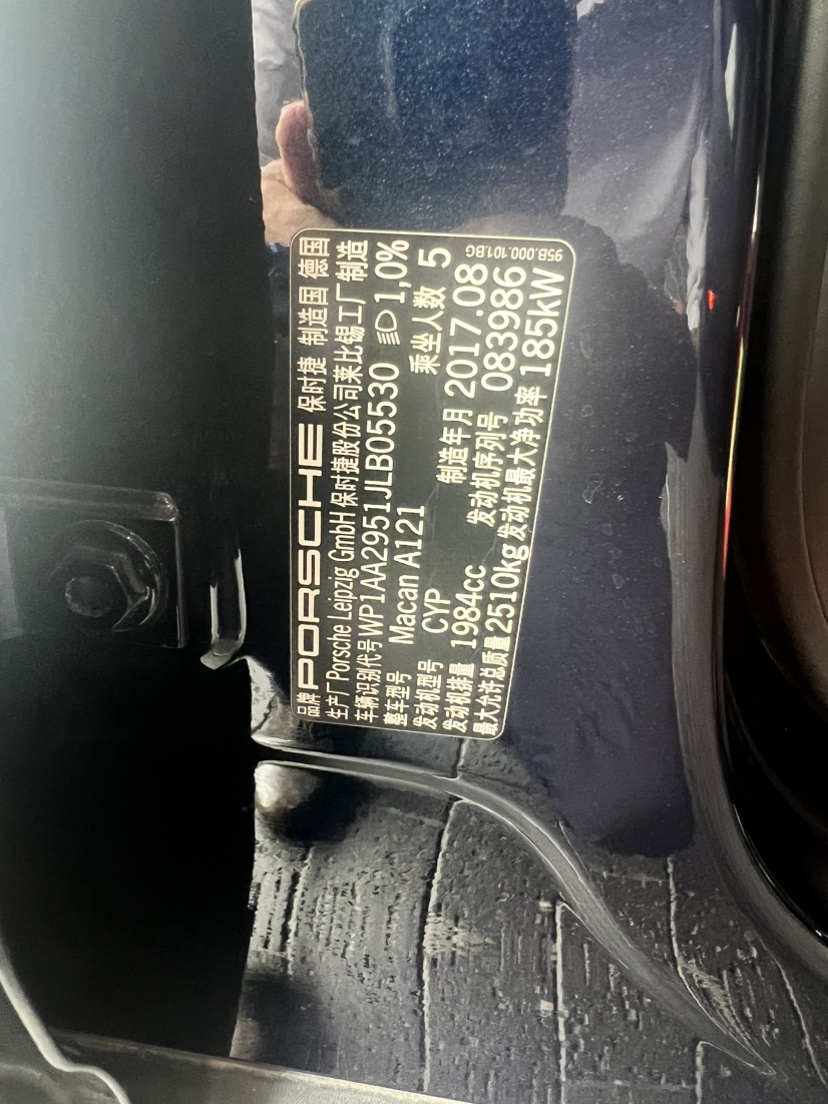 品牌 PORSCHE 保时捷 制造国 德国
生产厂 Porsche Leipzig GmbH 保时捷股份公司莱比锡工厂制造
车辆识别代号 WP1AA2951JLB05530 1,0%
整车型号 Macan A121 乘坐人数 5
发动机型号 CYP 制造年月 2017.08
发动机排量 1984cc 发动机序列号 083986
最大允许总质量 2510kg 发动机最大净功率 185kW
95B.000.101.BG